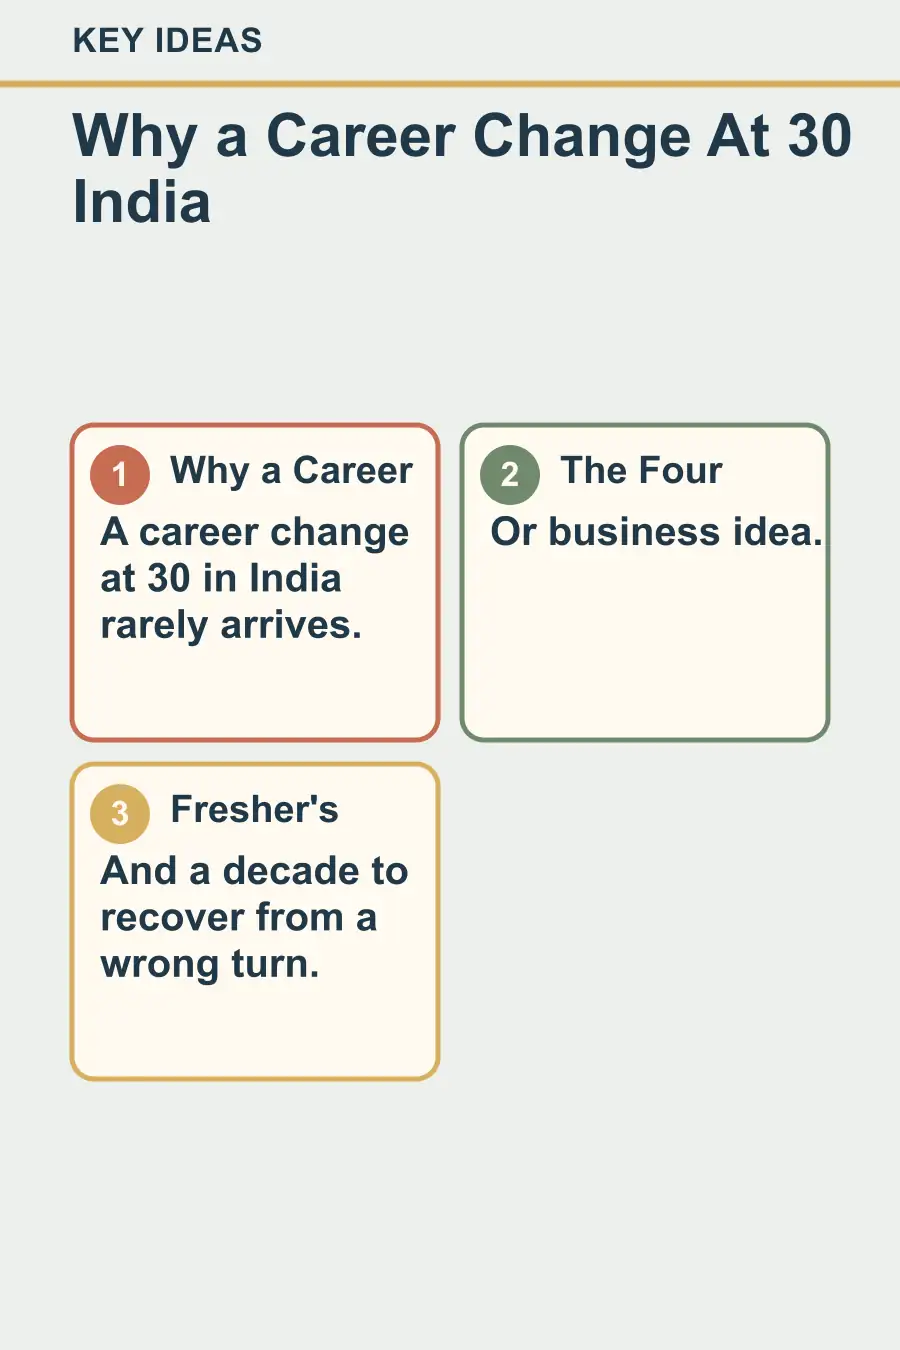 KEY IDEAS
Why a Career Change At 30
India
1
Why a Career
A career change
at 30 in India
rarely arrives.
2
The Four
Or business idea.
3
Fresher's
And a decade to
recover from a
wrong turn.